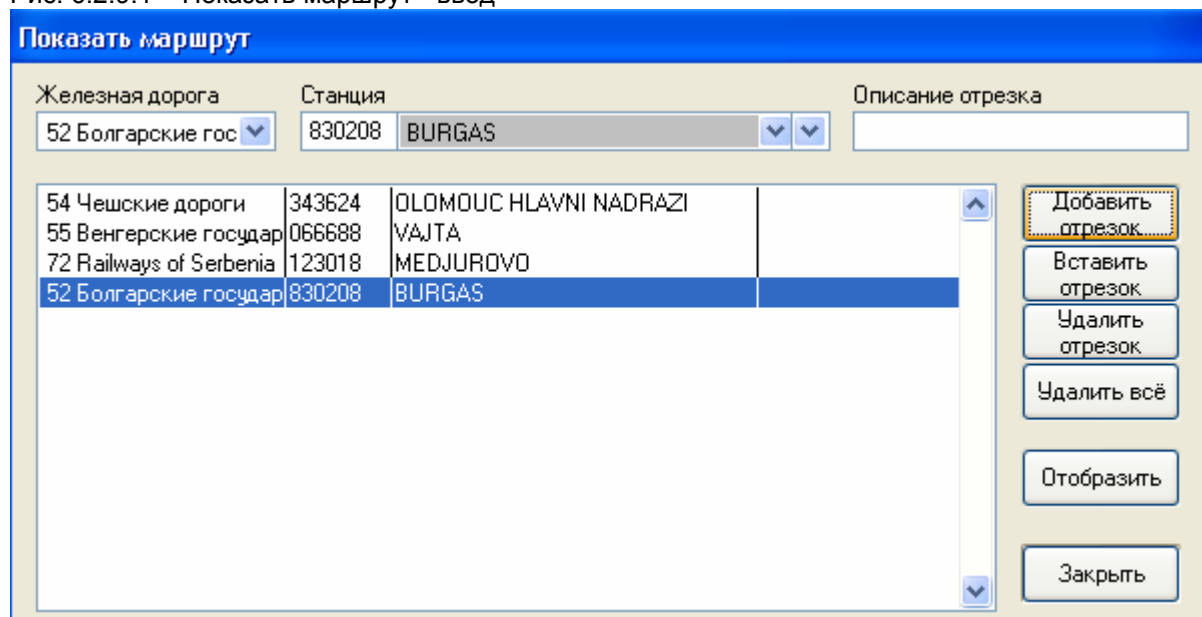 Показать маршрут
Железная дорога Станция Описание отрезка
52 Болгарские гос 830208 BURGAS
54 Чешские дороги 343624 OLOMOUC HLAVNI NADRAZI
55 Венгерские государ 066688 VAJTA
72 Railways of Serbenia 123018 MEDJUROVO
52 Болгарские государ 830208 BURGAS
Добавить
отрезок
Вставить
отрезок
Удалить
отрезок
Удалить всё
Отобразить
Закрыть